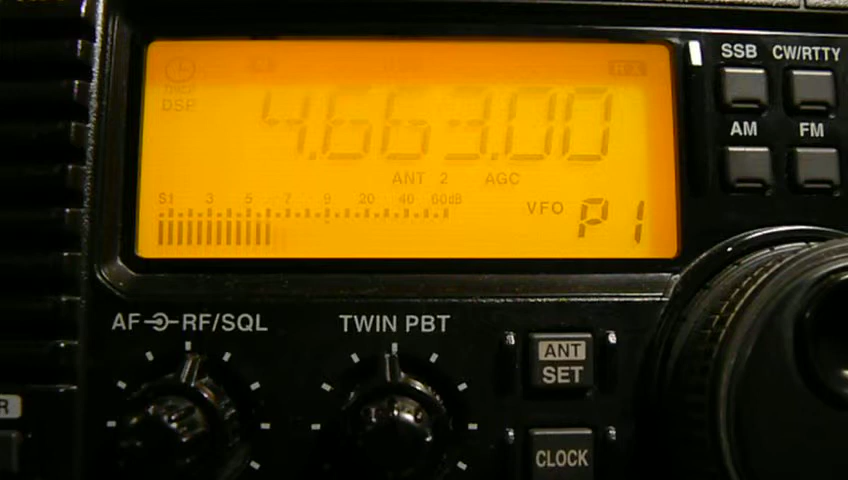 SSB CW/RTTY
DSP
4.663.00
AM FM
ANT 2 AGC
S1 3 5 7 9 20 40 60dB
VFO P1
AF RF/SQL TWIN PBT
ANT
SET
R
CLOCK